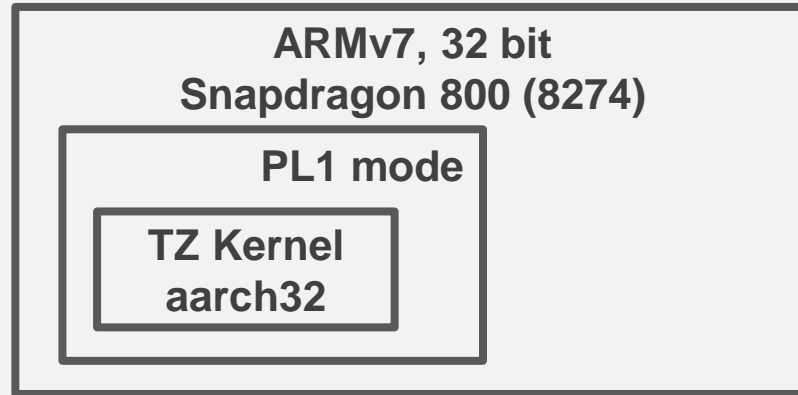 ARMv7, 32 bit
Snapdragon 800 (8274)
PL1 mode
TZ Kernel
aarch32